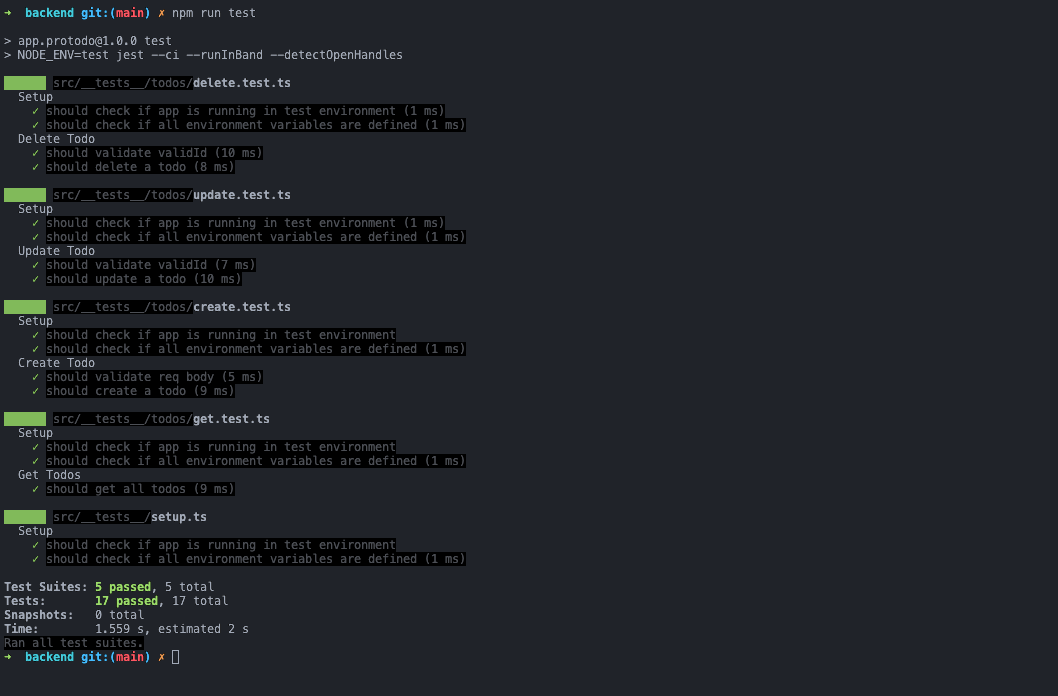 ➜ backend git:(main) ✗ npm run test
> app.protodo@1.0.0 test
> NODE_ENV=test jest --ci --runInBand --detectOpenHandles
src/__tests__/todos/delete.test.ts
Setup
✓ should check if app is running in test environment (1 ms)
✓ should check if all environment variables are defined (1 ms)
Delete Todo
✓ should validate validId (10 ms)
✓ should delete a todo (8 ms)
src/__tests__/todos/update.test.ts
Setup
✓ should check if app is running in test environment (1 ms)
✓ should check if all environment variables are defined (1 ms)
Update Todo
✓ should validate validId (7 ms)
✓ should update a todo (10 ms)
src/__tests__/todos/create.test.ts
Setup
✓ should check if app is running in test environment
✓ should check if all environment variables are defined (1 ms)
Create Todo
✓ should validate req body (5 ms)
✓ should create a todo (9 ms)
src/__tests__/todos/get.test.ts
Setup
✓ should check if app is running in test environment
✓ should check if all environment variables are defined (1 ms)
Get Todos
✓ should get all todos (9 ms)
src/__tests__/setup.ts
Setup
✓ should check if app is running in test environment
✓ should check if all environment variables are defined (1 ms)
Test Suites: 5 passed, 5 total
Tests: 17 passed, 17 total
Snapshots: 0 total
Time: 1.559 s, estimated 2 s
Ran all test suites.
➜ backend git:(main) ✗